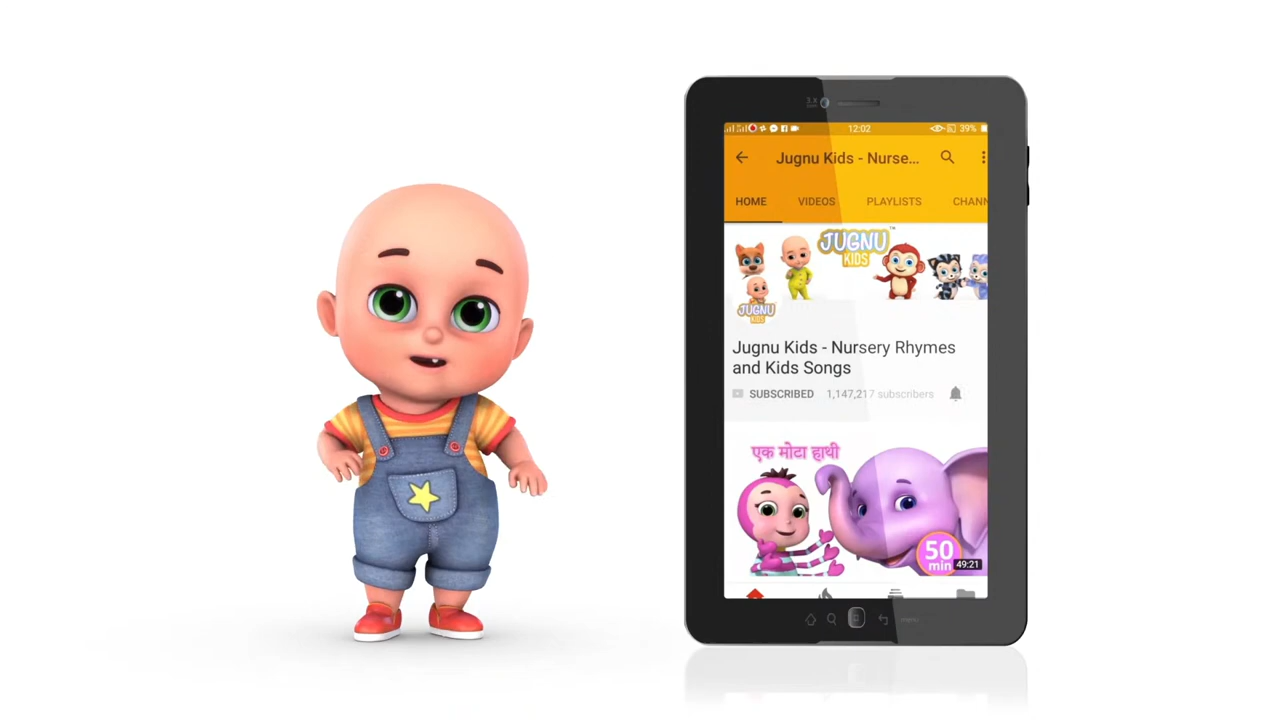 12:02
39%
Jugnu Kids - Nurse...
HOME VIDEOS PLAYLISTS CHANN
JUGNU
KIDS
JUGNU
KIDS
Jugnu Kids - Nursery Rhymes
and Kids Songs
SUBSCRIBED 1,147,217 subscribers
एक मोटा हाथी
50
min
49:21
menu